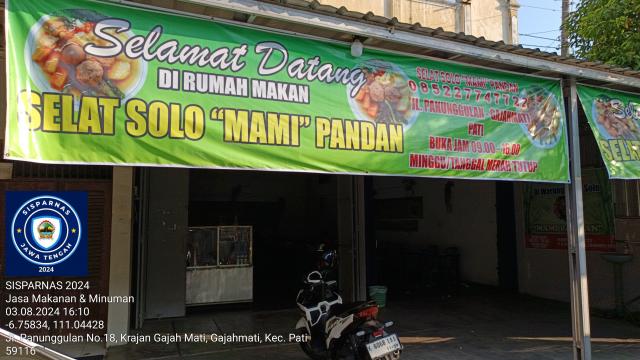 Selamat Datang
DI RUMAH MAKAN
SELAT SOLO "MAMI" PANDAN
SELAT SOLO "MAMI" PANDAN
085227747722
JL. PANUNGGULAN - GAJAHMATI
PATI
BUKA JAM 09.00 - 16.00
MINGGU/TANGGAL MERAH TUTUP
SELAT
SISPARNAS
JAWA TENGAH
2024
SISPARNAS 2024
Jasa Makanan & Minuman
03.08.2024 16:10
-6.75834, 111.04428
Jl. Panunggulan No.18, Krajan Gajah Mati, Gajahmati, Kec. Pati
59116